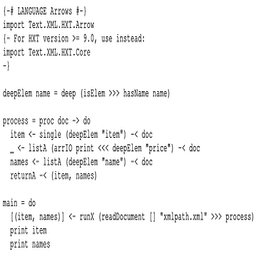 {-# LANGUAGE Arrows #-}
import Text.XML.HXT.Arrow
{- For HXT version >= 9.0, use instead:
import Text.XML.HXT.Core
-}

deepElem name = deep (isElem >>> hasName name)

process = proc doc -> do
  item <- single (deepElem "item") -< doc
  _ <- listA (arrIO print <<< deepElem "price") -< doc
  names <- listA (deepElem "name") -< doc
  returnA -< (item, names)

main = do
  [(item, names)] <- runX (readDocument [] "xmlpath.xml" >>> process)
  print item
  print names